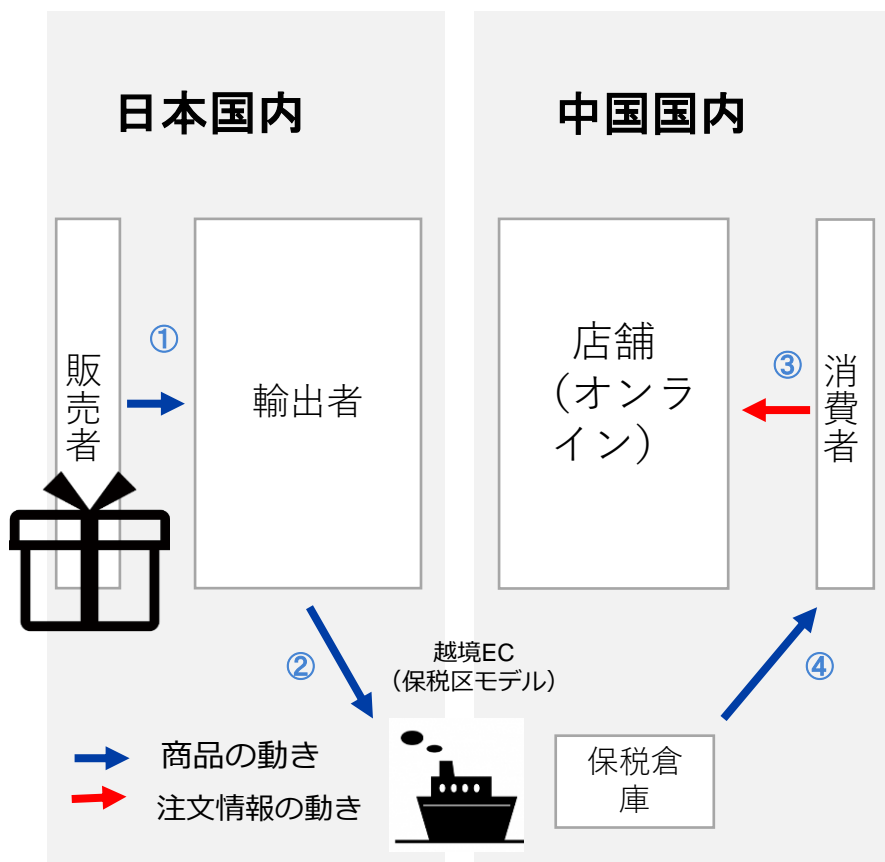 日本国内
中国国内
販
売
者
①
輸出者
店舗
（オンラ
イン）
③
消
費
者
②
越境EC
（保税区モデル）
④
商品の動き
注文情報の動き
保税倉
庫